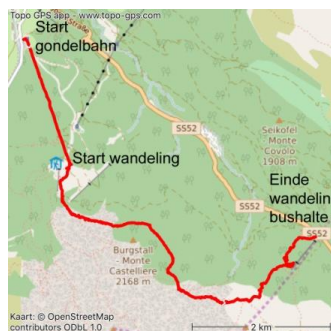 Topo GPS app - www.topo-gps.com
Start
gondelbahn
Straße
SS52
Seikofel
Monte
Covolo
1908 m
Start wandeling
Einde
wandelin
bushalte
SS52
SS52
Burgstall
- Monte
Castelliere
2168 m
Kaart: © OpenStreetMap
contributors ODbL 1.0
2 km